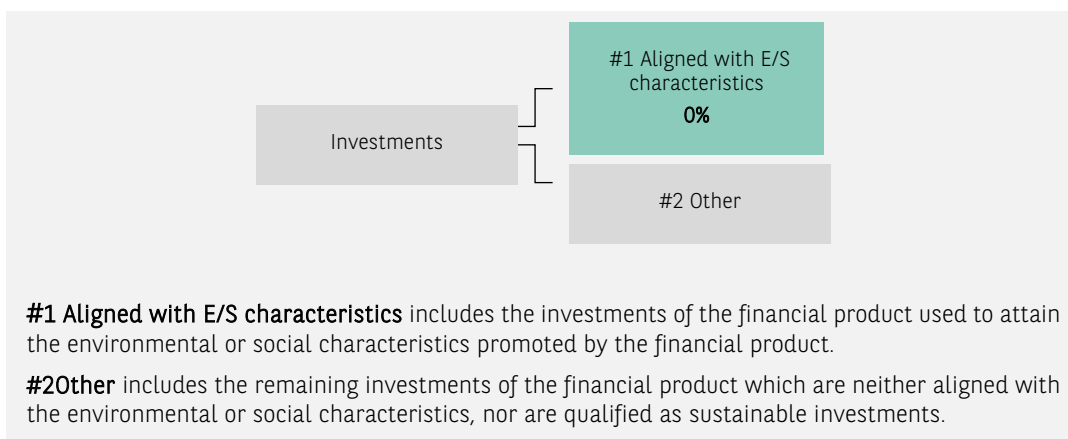 #1 Aligned with E/S
characteristics
0%
Investments
#2 Other
#1 Aligned with E/S characteristics includes the investments of the financial product used to attain
the environmental or social characteristics promoted by the financial product.
#2Other includes the remaining investments of the financial product which are neither aligned with
the environmental or social characteristics, nor are qualified as sustainable investments.